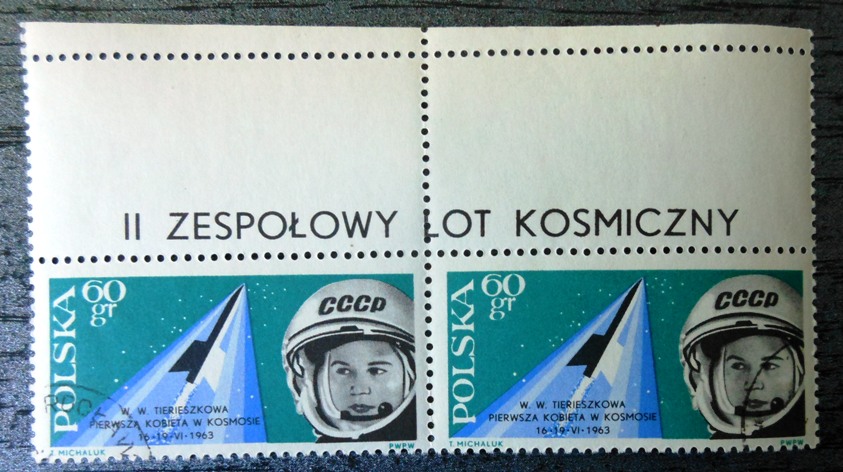 II ZESPOŁOWY LOT KOSMICZNY
POLSKA
60
gr
CCCP
W. W. TIERIESZKOWA
PIERWSZA KOBIETA W KOSMOSIE
16-19-VI-1963
T. MICHALUK
PWPW
POLSKA
60
gr
CCCP
W. W. TIERIESZKOWA
PIERWSZA KOBIETA W KOSMOSIE
16-19-VI-1963
T. MICHALUK
PWPW